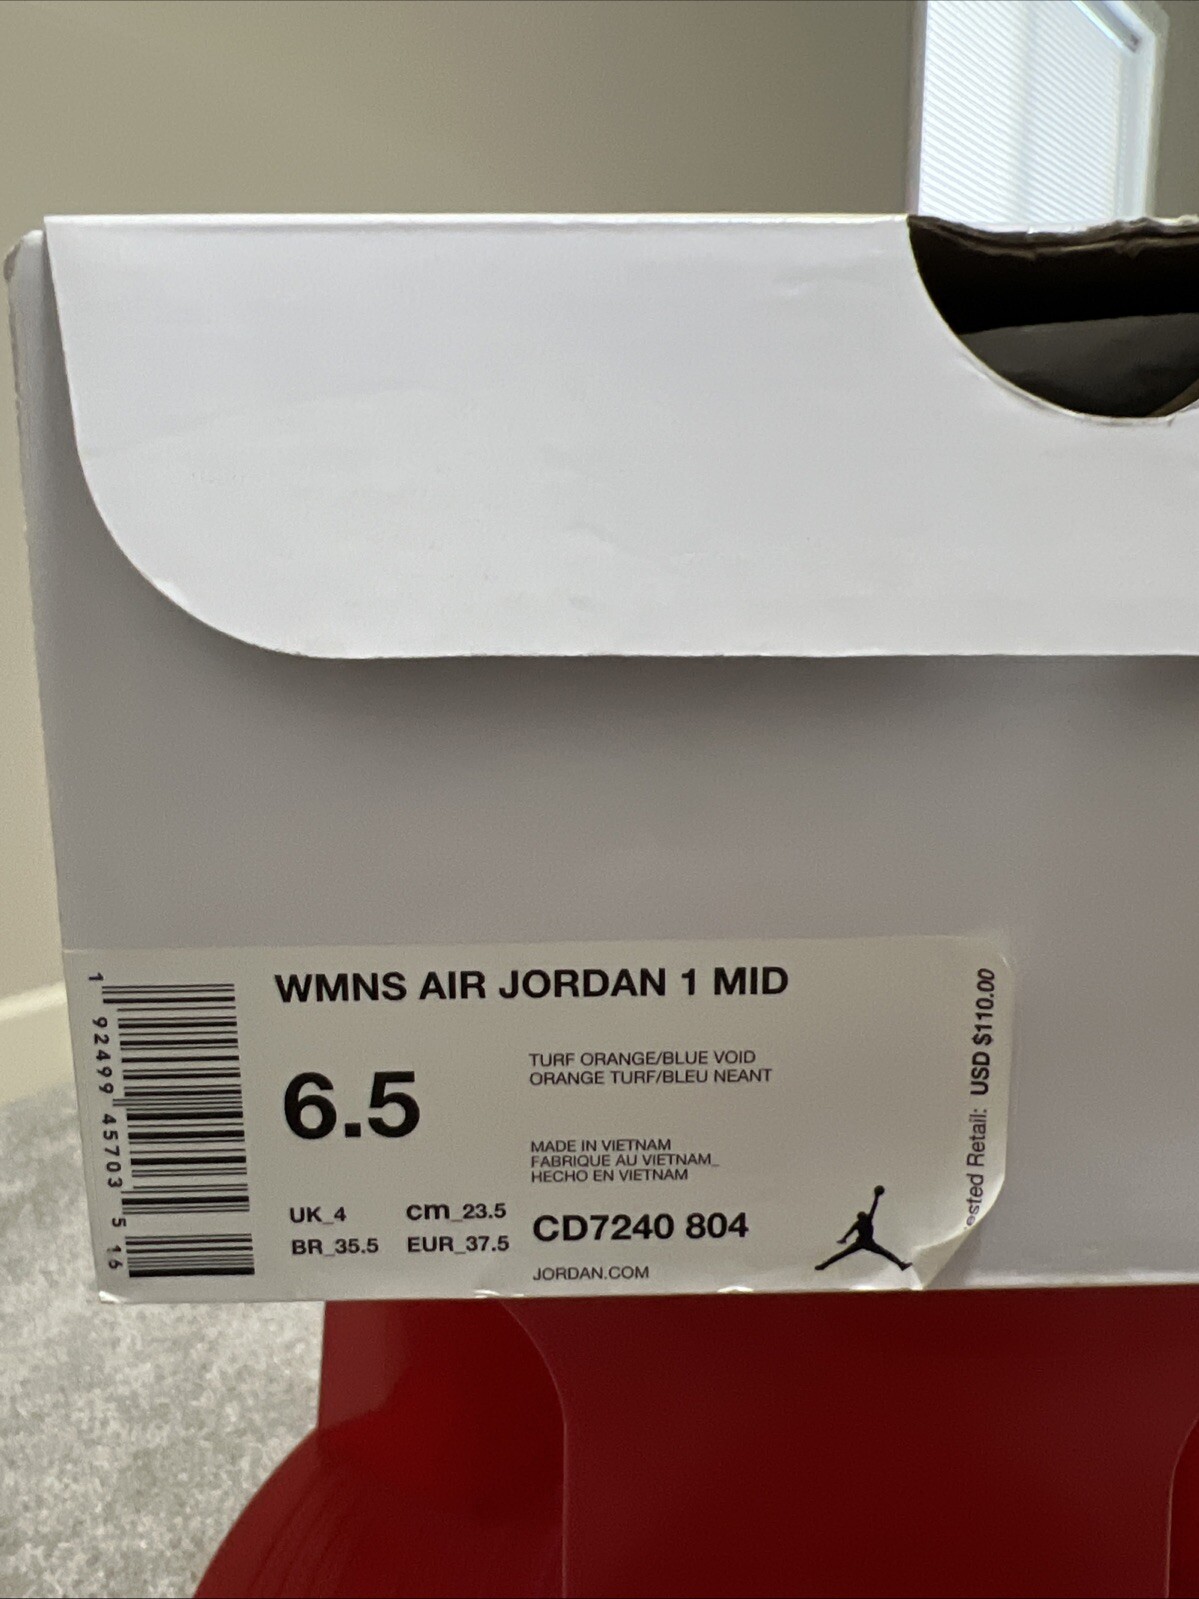 WMNS AIR JORDAN 1 MID
6.5
TURF ORANGE/BLUE VOID
ORANGE TURF/BLEU NEANT
MADE IN VIETNAM
FABRIQUE AU VIETNAM_
HECHO EN VIETNAM
UK_4 cm_23.5
BR_35.5 EUR_37.5
CD7240 804
JORDAN.COM
1 92499 45703 5 16
Retail: USD $110.00